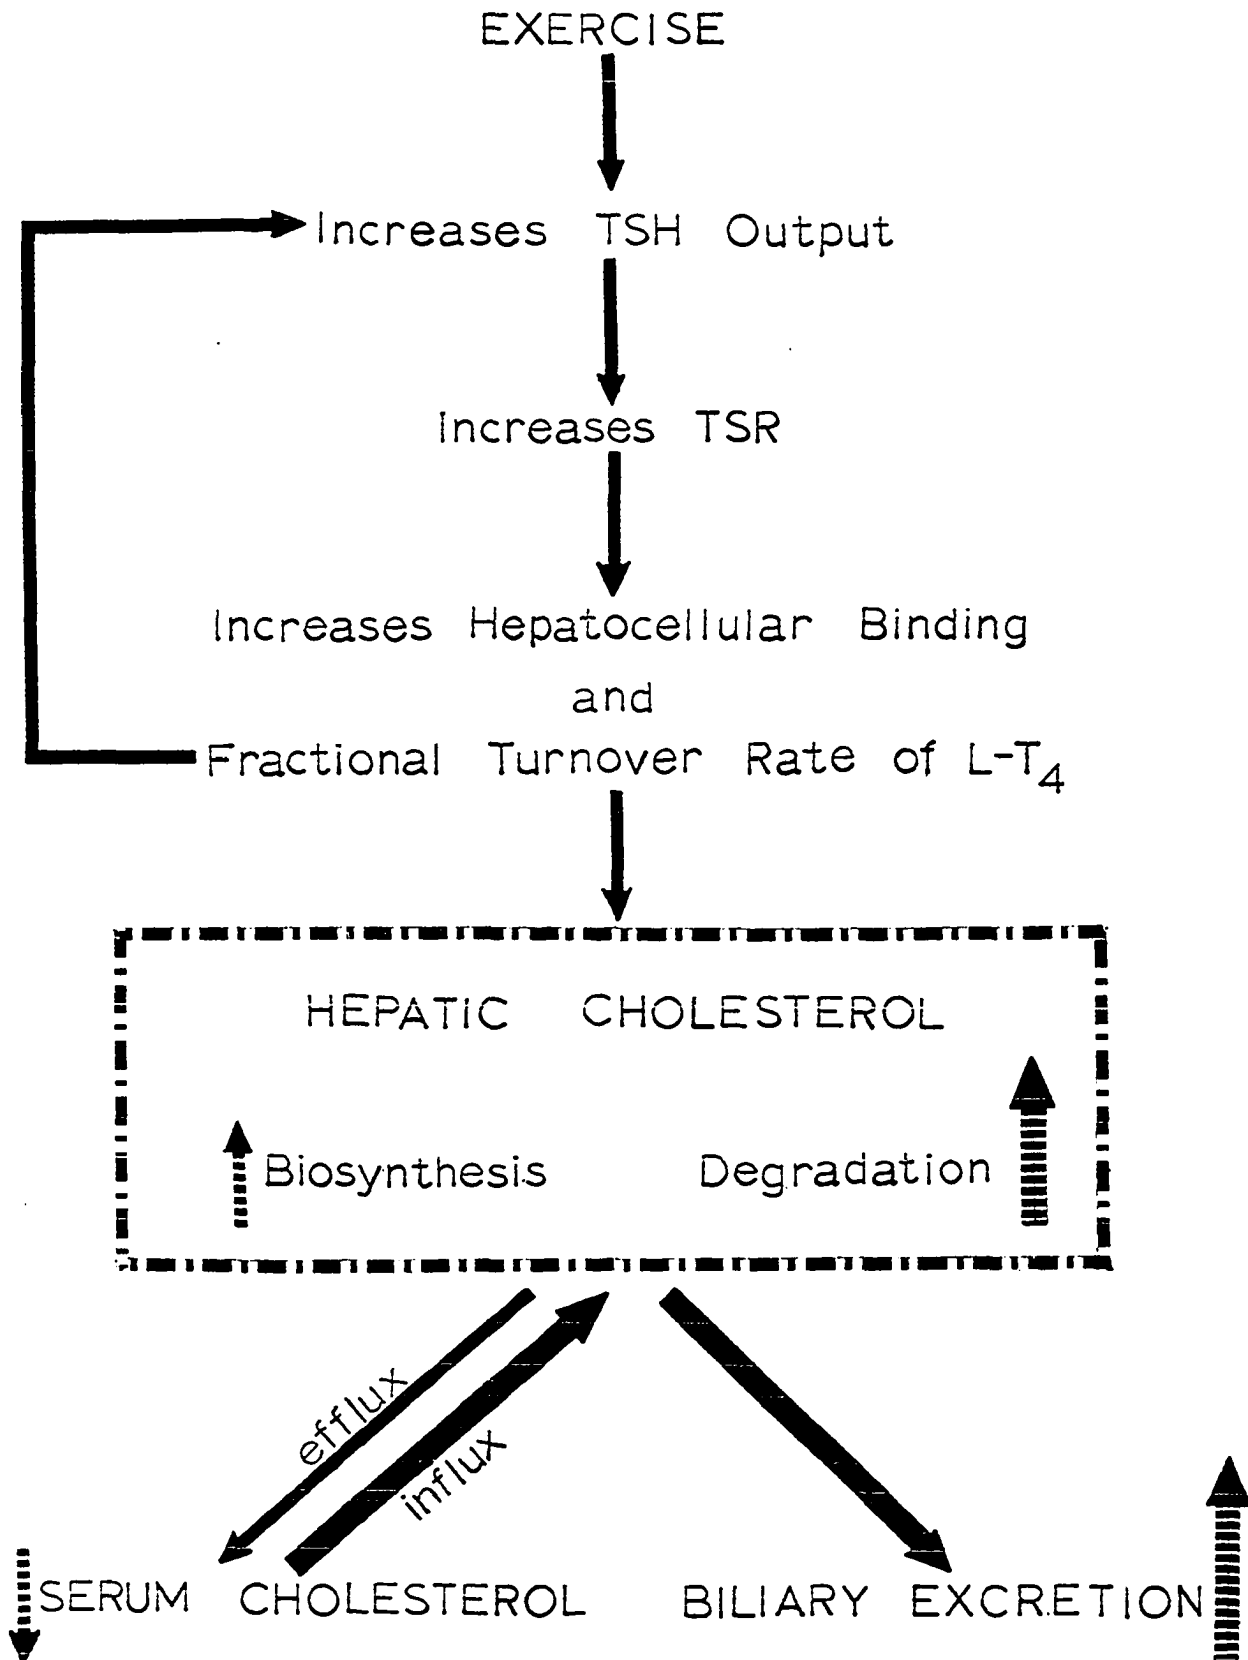 EXERCISE
Increases TSH Output
Increases TSR
Increases Hepatocellular Binding
and
Fractional Turnover Rate of L-T4
HEPATIC CHOLESTEROL
Biosynthesis Degradation
efflux
influx
SERUM CHOLESTEROL BILIARY EXCRETION